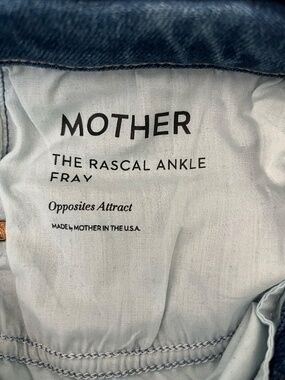 MOTHER
THE RASCAL ANKLE
FRAY
Opposites Attract
MADE by MOTHER IN THE U.S.A.